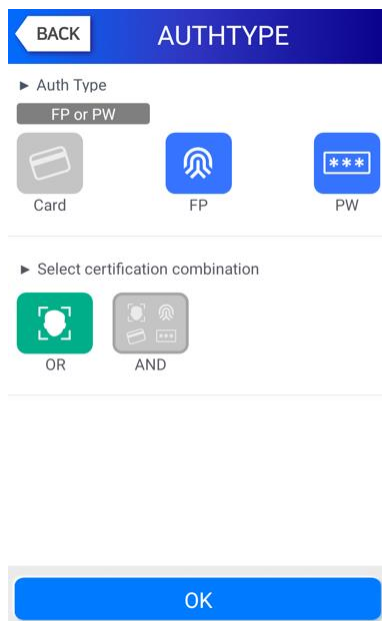 BACK AUTHTYPE
► Auth Type
FP or PW
***
Card FP PW
► Select certification combination
OR AND
OK